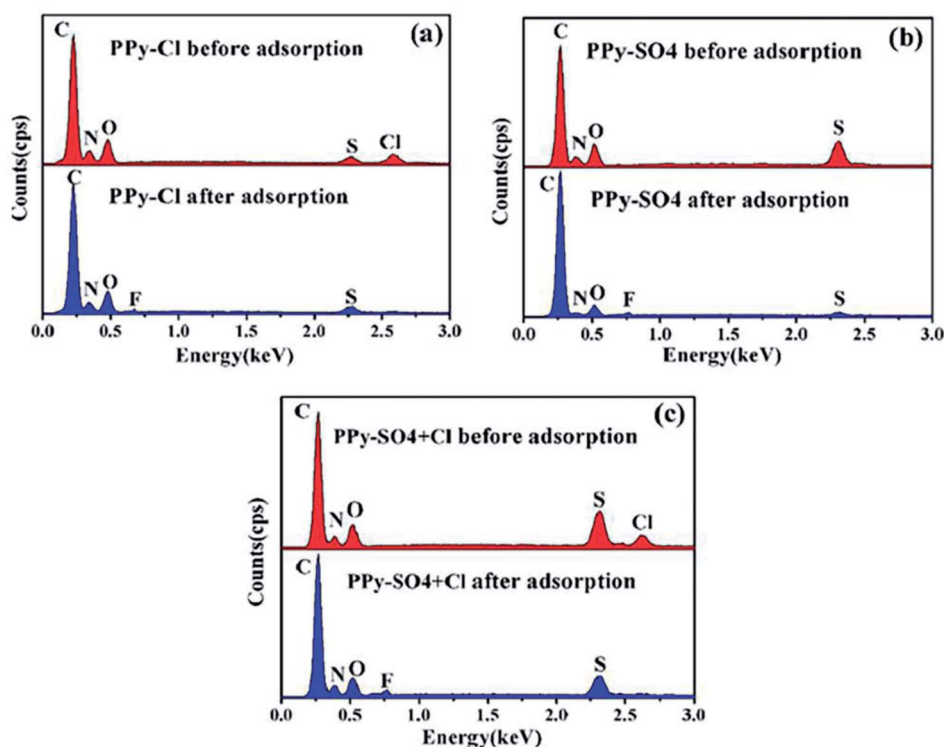 (a)
C
PPy-Cl before adsorption
N O S Cl
C
PPy-Cl after adsorption
N O F S
Counts(cps)
0.0 0.5 1.0 1.5 2.0 2.5 3.0
Energy(keV)
(b)
C
PPy-SO4 before adsorption
N O S
C
PPy-SO4 after adsorption
N O F S
Counts(cps)
0.0 0.5 1.0 1.5 2.0 2.5 3.0
Energy(keV)
(c)
C
PPy-SO4+Cl before adsorption
N O S Cl
C
PPy-SO4+Cl after adsorption
N O F S
Counts(cps)
0.0 0.5 1.0 1.5 2.0 2.5 3.0
Energy(keV)